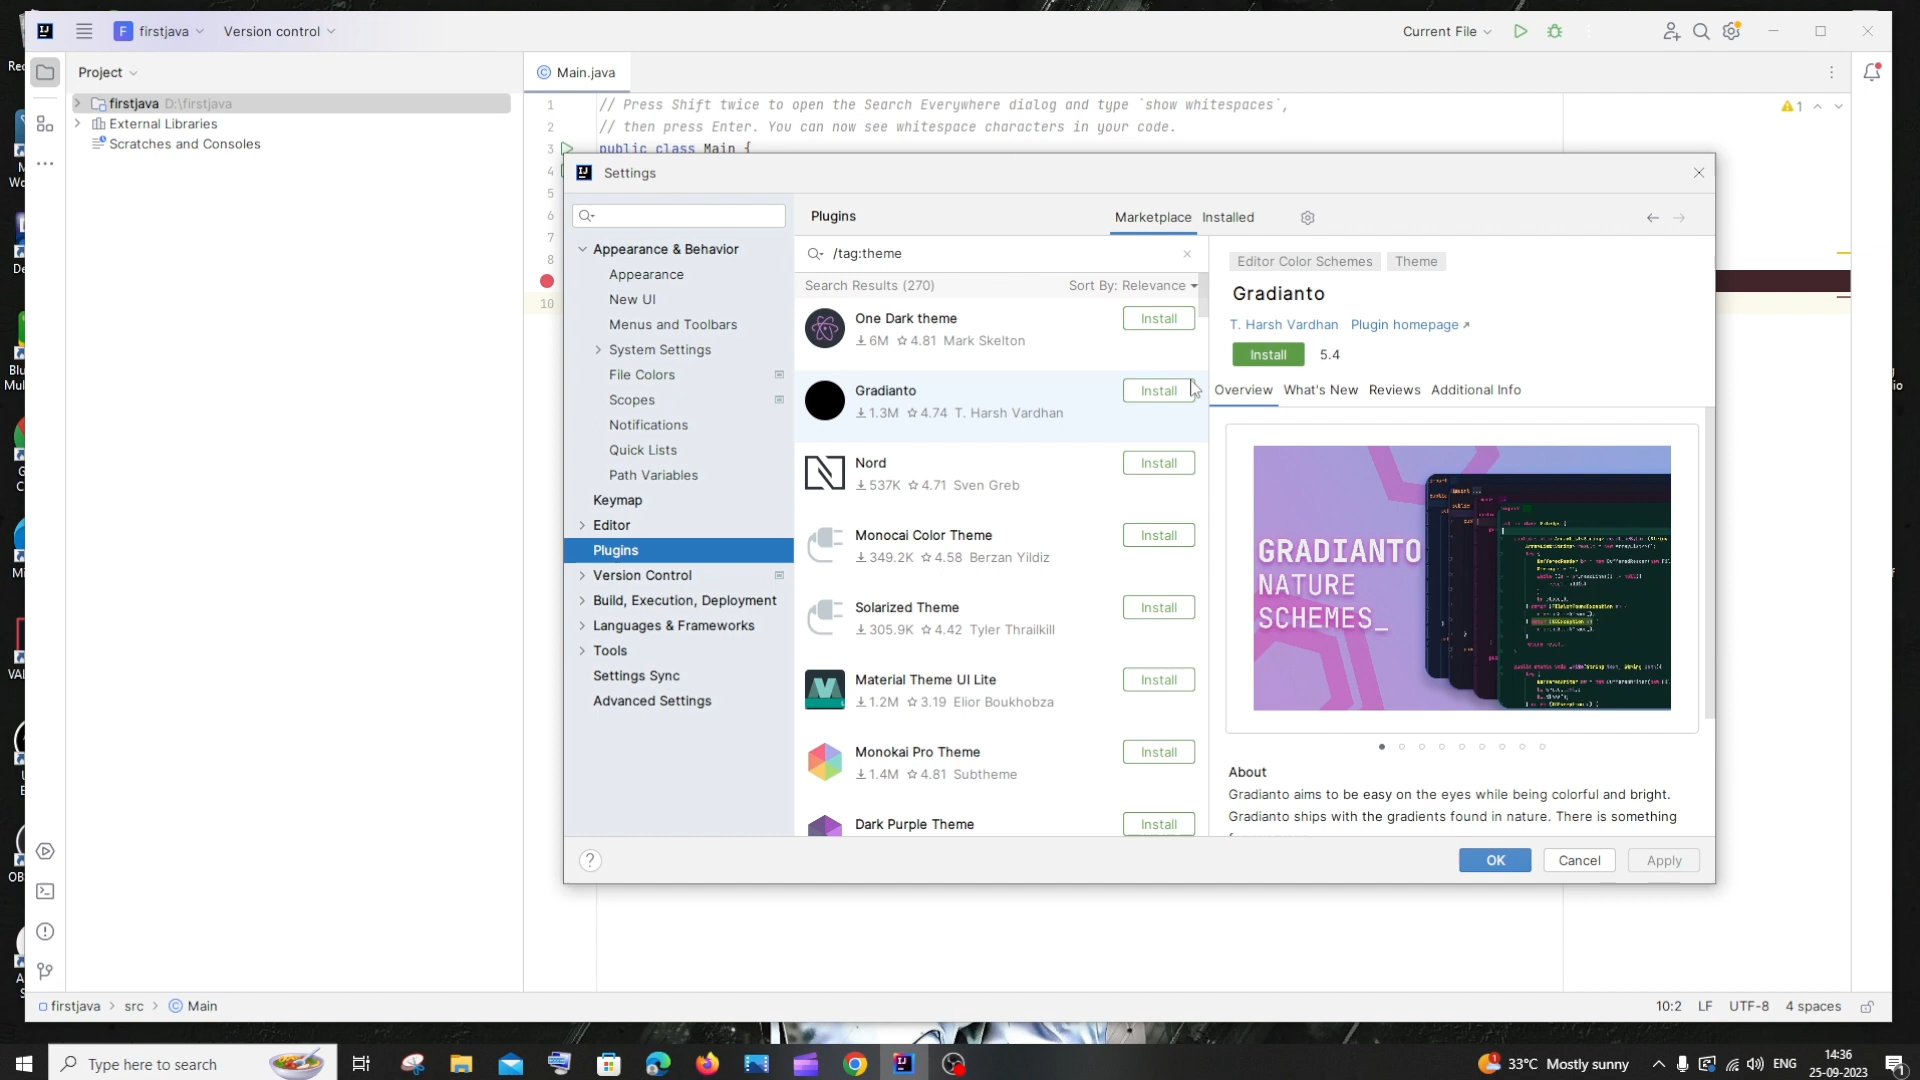 firstjava
Version control
Current File
Project
Main.java
firstjava D:\firstjava
External Libraries
Scratches and Consoles
1 // Press Shift twice to open the Search Everywhere dialog and type `show whitespaces`,
2 // then press Enter. You can now see whitespace characters in your code.
3 public class Main {
4
5
6
7
8
10
1
Settings
Appearance & Behavior
Appearance
New UI
Menus and Toolbars
System Settings
File Colors
Scopes
Notifications
Quick Lists
Path Variables
Keymap
Editor
Plugins
Version Control
Build, Execution, Deployment
Languages & Frameworks
Tools
Settings Sync
Advanced Settings
Plugins
Marketplace
Installed
/tag:theme
Search Results (270)
Sort By: Relevance
One Dark theme
Install
6M 4.81 Mark Skelton
Gradianto
Install
1.3M 4.74 T. Harsh Vardhan
Nord
Install
537K 4.71 Sven Greb
Monocai Color Theme
Install
349.2K 4.58 Berzan Yildiz
Solarized Theme
Install
305.9K 4.42 Tyler Thrailkill
Material Theme UI Lite
Install
1.2M 3.19 Elior Boukhobza
Monokai Pro Theme
Install
1.4M 4.81 Subtheme
Dark Purple Theme
Install
Editor Color Schemes
Theme
Gradianto
T. Harsh Vardhan
Plugin homepage
Install
5.4
Overview
What's New
Reviews
Additional Info
GRADIANTO
NATURE
SCHEMES_
About
Gradianto aims to be easy on the eyes while being colorful and bright.
Gradianto ships with the gradients found in nature. There is something
?
OK
Cancel
Apply
firstjava > src > Main
10:2
LF
UTF-8
4 spaces
Type here to search
33°C Mostly sunny
ENG
14:36
25-09-2023